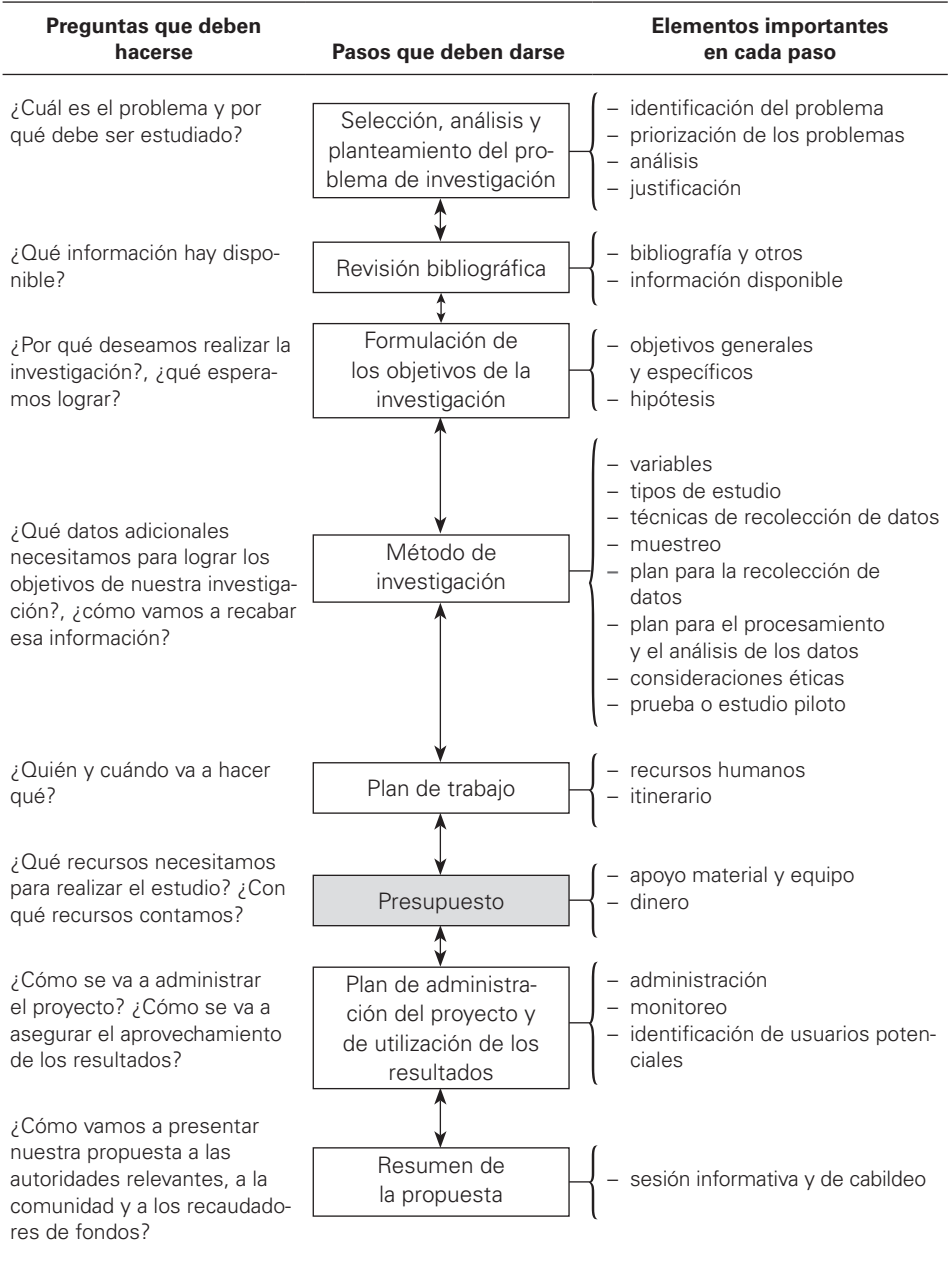 Preguntas que deben
hacerse
Pasos que deben darse
Elementos importantes
en cada paso
¿Cuál es el problema y por
qué debe ser estudiado?
Selección, análisis y
planteamiento del pro-
blema de investigación
– identificación del problema
– priorización de los problemas
– análisis
– justificación
¿Qué información hay dispo-
nible?
Revisión bibliográfica
– bibliografía y otros
– información disponible
¿Por qué deseamos realizar la
investigación?, ¿qué espera-
mos lograr?
Formulación de
los objetivos de la
investigación
– objetivos generales
y específicos
– hipótesis
¿Qué datos adicionales
necesitamos para lograr los
objetivos de nuestra investiga-
ción?, ¿cómo vamos a recabar
esa información?
Método de
investigación
– variables
– tipos de estudio
– técnicas de recolección de datos
– muestreo
– plan para la recolección de
datos
– plan para el procesamiento
y el análisis de los datos
– consideraciones éticas
– prueba o estudio piloto
¿Quién y cuándo va a hacer
qué?
Plan de trabajo
– recursos humanos
– itinerario
¿Qué recursos necesitamos
para realizar el estudio? ¿Con
qué recursos contamos?
Presupuesto
– apoyo material y equipo
– dinero
¿Cómo se va a administrar
el proyecto? ¿Cómo se va a
asegurar el aprovechamiento
de los resultados?
Plan de administra-
ción del proyecto y
de utilización de los
resultados
– administración
– monitoreo
– identificación de usuarios poten-
ciales
¿Cómo vamos a presentar
nuestra propuesta a las
autoridades relevantes, a la
comunidad y a los recaudado-
res de fondos?
Resumen de
la propuesta
– sesión informativa y de cabildeo